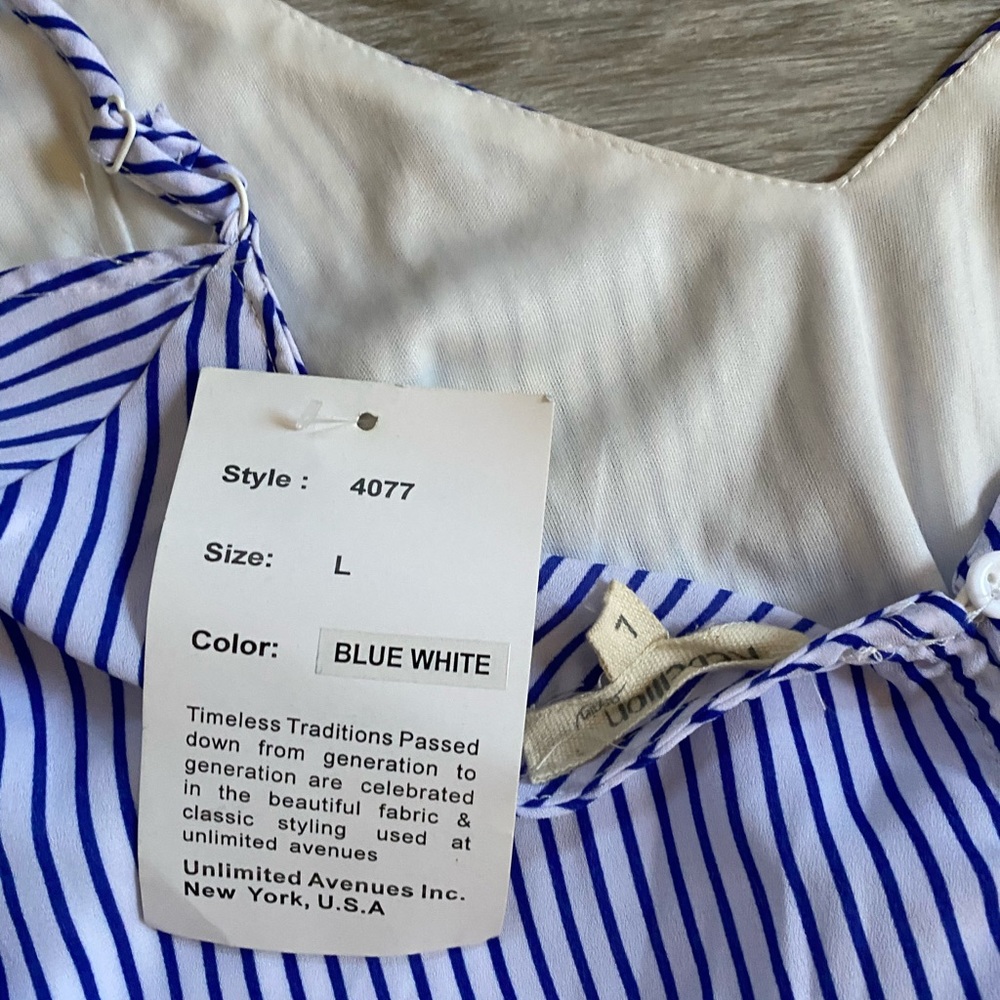 Style : 4077
Size: L
Color: BLUE WHITE
Timeless Traditions Passed
down from generation to
generation are celebrated
in the beautiful fabric &
classic styling used at
unlimited avenues
Unlimited Avenues Inc.
New York, U.S.A
L